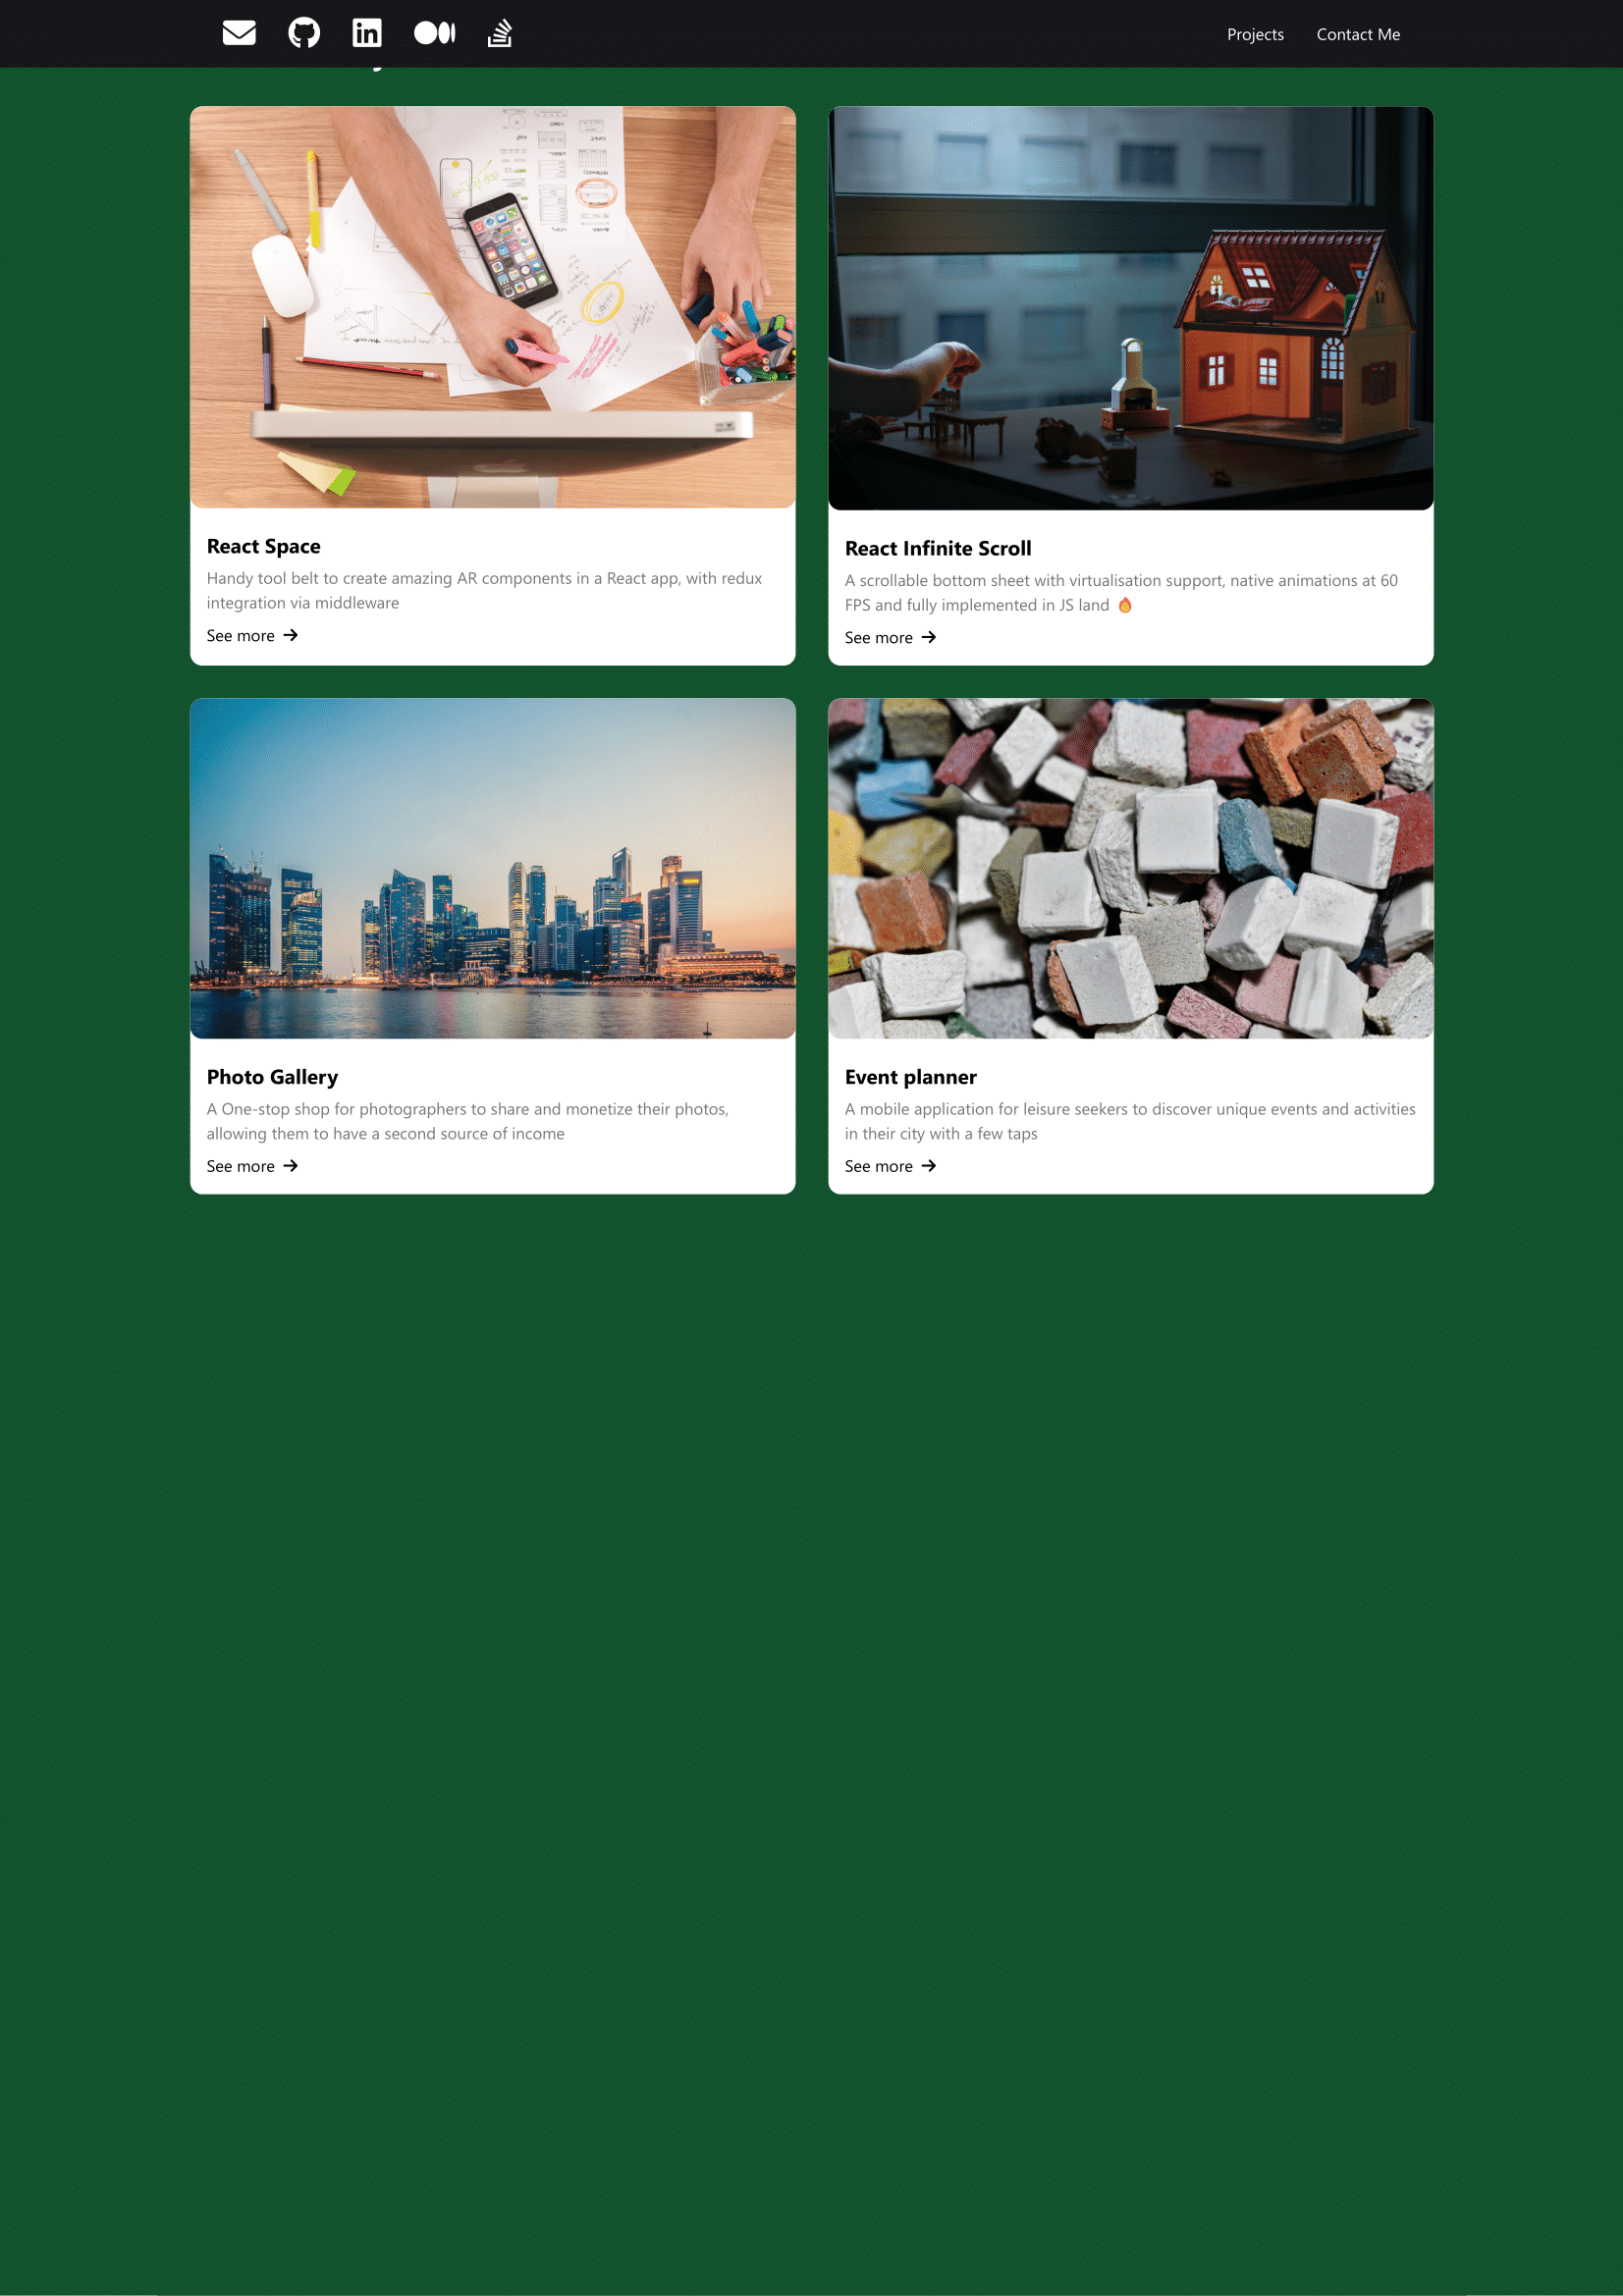 Projects Contact Me
React Space
Handy tool belt to create amazing AR components in a React app, with redux
integration via middleware
See more
React Infinite Scroll
A scrollable bottom sheet with virtualisation support, native animations at 60
FPS and fully implemented in JS land 🔥
See more
Photo Gallery
A One-stop shop for photographers to share and monetize their photos,
allowing them to have a second source of income
See more
Event planner
A mobile application for leisure seekers to discover unique events and activities
in their city with a few taps
See more